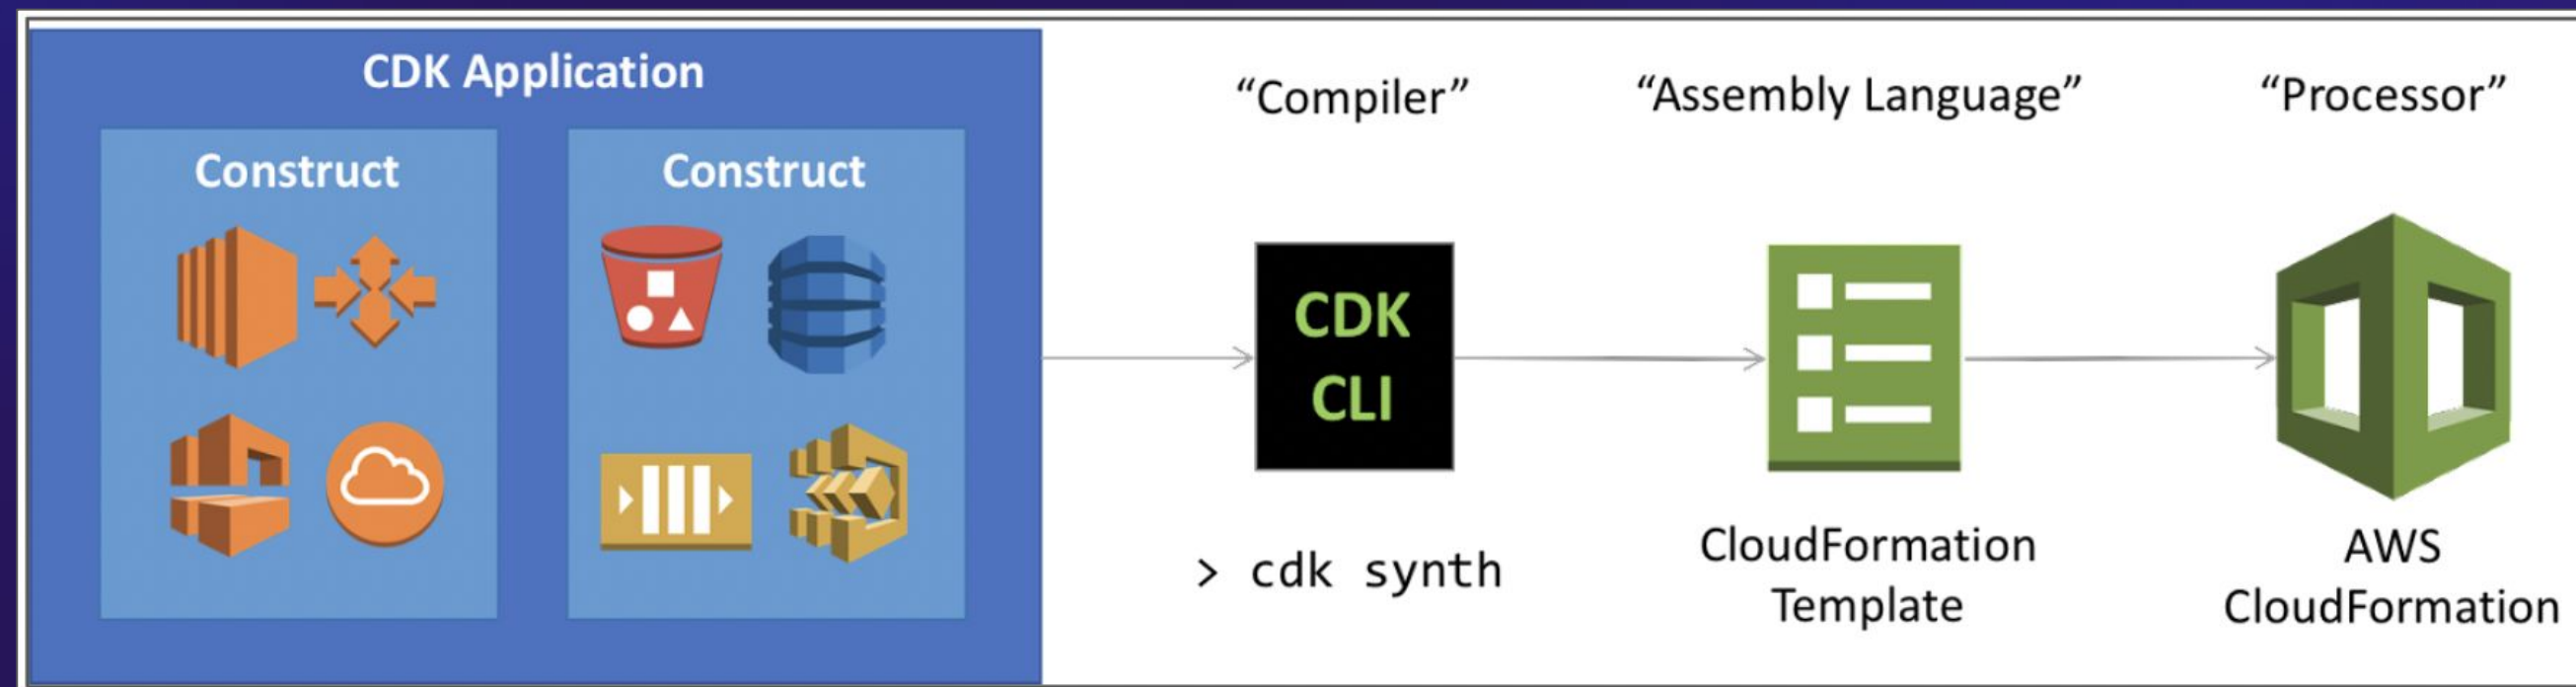 CDK Application
Construct
Construct
“Compiler”
CDK
CLI
> cdk synth
“Assembly Language”
CloudFormation
Template
“Processor”
AWS
CloudFormation